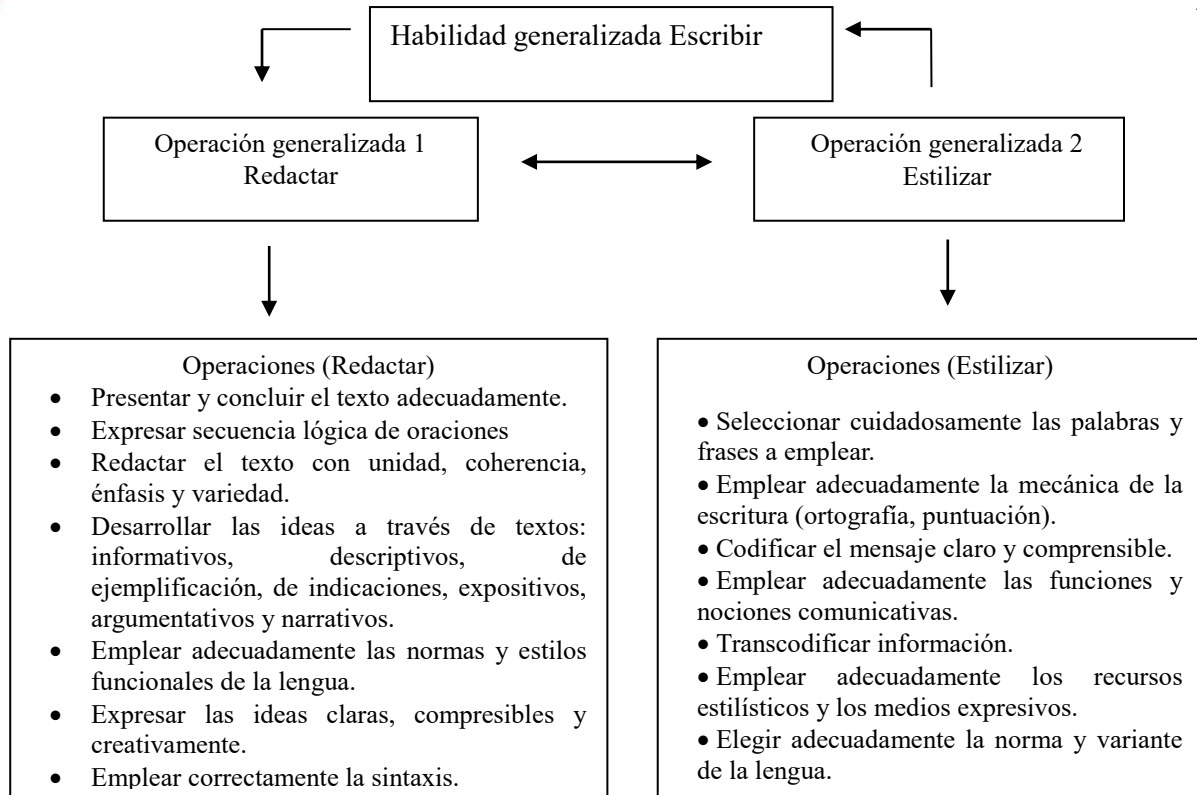 Habilidad generalizada Escribir
Operación generalizada 1
Redactar
Operación generalizada 2
Estilizar
Operaciones (Redactar)
• Presentar y concluir el texto adecuadamente.
• Expresar secuencia lógica de oraciones
• Redactar el texto con unidad, coherencia,
énfasis y variedad.
• Desarrollar las ideas a través de textos:
informativos, descriptivos, de
ejemplificación, de indicaciones, expositivos,
argumentativos y narrativos.
• Emplear adecuadamente las normas y estilos
funcionales de la lengua.
• Expresar las ideas claras, compresibles y
creativamente.
• Emplear correctamente la sintaxis.
Operaciones (Estilizar)
• Seleccionar cuidadosamente las palabras y
frases a emplear.
• Emplear adecuadamente la mecánica de la
escritura (ortografía, puntuación).
• Codificar el mensaje claro y comprensible.
• Emplear adecuadamente las funciones y
nociones comunicativas.
• Transcodificar información.
• Emplear adecuadamente los recursos
estilísticos y los medios expresivos.
• Elegir adecuadamente la norma y variante
de la lengua.